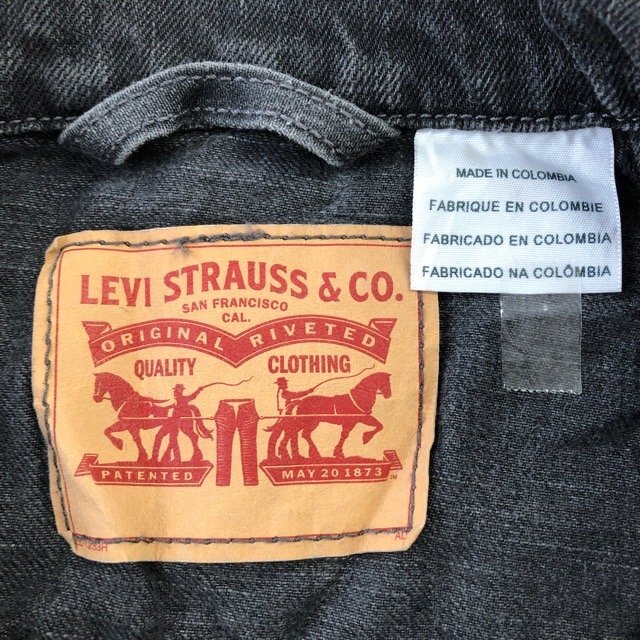 LEVI STRAUSS & CO.
SAN FRANCISCO
CAL.
ORIGINAL RIVETED
QUALITY CLOTHING
PATENTED MAY 20 1873
AL
MADE IN COLOMBIA
FABRIQUE EN COLOMBIE
FABRICADO EN COLOMBIA
FABRICADO NA COLÔMBIA